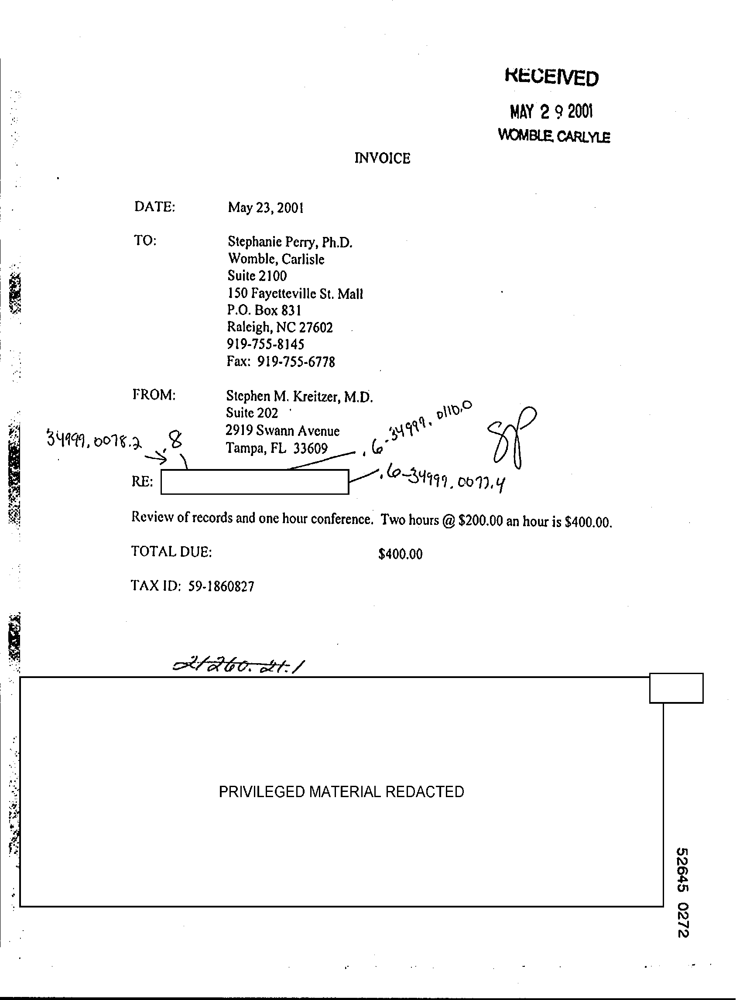 RECEIVED
MAY 29 2001
WOMBLE, CARLYLE
INVOICE
DATE: May 23, 2001
TO: Stephanie Perry, Ph.D.
Womble, Carlisle
Suite 2100
150 Fayetteville St. Mall
P.O. Box 831
Raleigh, NC 27602
919-755-8145
Fax: 919-755-6778
FROM: Stephen M. Kreitzer, M.D.
Suite 202
2919 Swann Avenue
Tampa, FL 33609
.6-34999.0110.0
34999.0078.2 .8
SP
RE:
.6-34999.0077.4
Review of records and one hour conference. Two hours @ $200.00 an hour is $400.00.
TOTAL DUE: $400.00
TAX ID: 59-1860827
21260.21.1
PRIVILEGED MATERIAL REDACTED
52645 0272